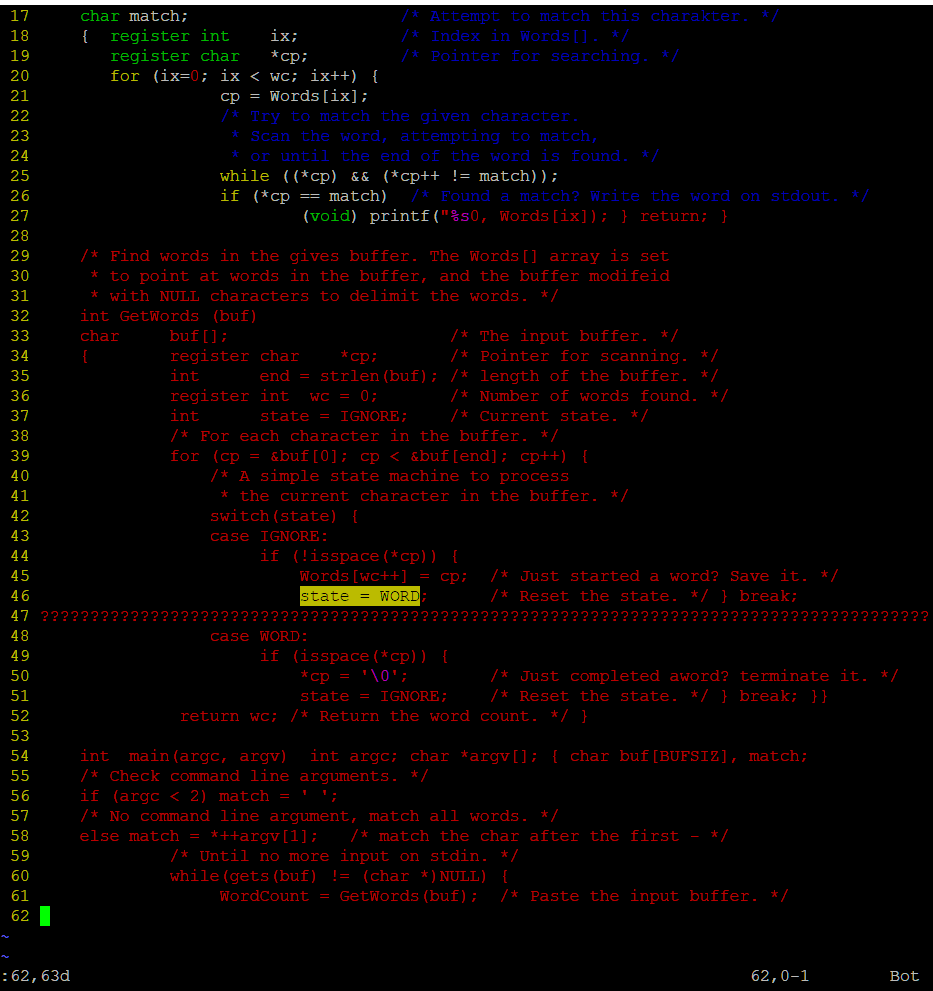 17 char match; /* Attempt to match this charakter. */
18 { register int ix; /* Index in Words[]. */
19 register char *cp; /* Pointer for searching. */
20 for (ix=0; ix < wc; ix++) {
21 cp = Words[ix];
22 /* Try to match the given character.
23 * Scan the word, attempting to match,
24 * or until the end of the word is found. */
25 while ((*cp) && (*cp++ != match));
26 if (*cp == match) /* Found a match? Write the word on stdout. */
27 (void) printf("%s0, Words[ix]); } return; }
28
29 /* Find words in the gives buffer. The Words[] array is set
30 * to point at words in the buffer, and the buffer modifeid
31 * with NULL characters to delimit the words. */
32 int GetWords (buf)
33 char buf[]; /* The input buffer. */
34 { register char *cp; /* Pointer for scanning. */
35 int end = strlen(buf); /* length of the buffer. */
36 register int wc = 0; /* Number of words found. */
37 int state = IGNORE; /* Current state. */
38 /* For each character in the buffer. */
39 for (cp = &buf[0]; cp < &buf[end]; cp++) {
40 /* A simple state machine to process
41 * the current character in the buffer. */
42 switch(state) {
43 case IGNORE:
44 if (!isspace(*cp)) {
45 Words[wc++] = cp; /* Just started a word? Save it. */
46 state = WORD; /* Reset the state. */ } break;
47 ?????????????????????????????????????????????????????????????????????????????????????????
48 case WORD:
49 if (isspace(*cp)) {
50 *cp = '\0'; /* Just completed aword? terminate it. */
51 state = IGNORE; /* Reset the state. */ } break; }}
52 return wc; /* Return the word count. */ }
53
54 int main(argc, argv) int argc; char *argv[]; { char buf[BUFSIZ], match;
55 /* Check command line arguments. */
56 if (argc < 2) match = ' ';
57 /* No command line argument, match all words. */
58 else match = *++argv[1]; /* match the char after the first - */
59 /* Until no more input on stdin. */
60 while(gets(buf) != (char *)NULL) {
61 WordCount = GetWords(buf); /* Paste the input buffer. */
62
~
~
:62,63d 62,0-1 Bot